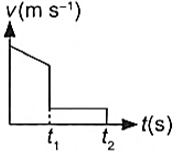 v(m s⁻¹)
t₁ t₂ t(s)